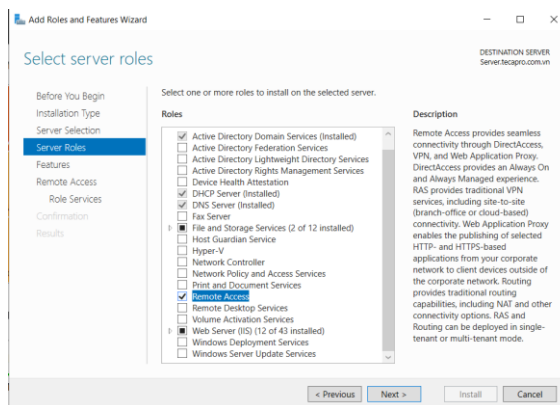 Add Roles and Features Wizard
Select server roles
DESTINATION SERVER
Server.tecapro.com.vn
Before You Begin
Installation Type
Server Selection
Server Roles
Features
Remote Access
Role Services
Confirmation
Results
Select one or more roles to install on the selected server.
Roles
Active Directory Domain Services (Installed)
Active Directory Federation Services
Active Directory Lightweight Directory Services
Active Directory Rights Management Services
Device Health Attestation
DHCP Server (Installed)
DNS Server (Installed)
Fax Server
File and Storage Services (2 of 12 installed)
Host Guardian Service
Hyper-V
Network Controller
Network Policy and Access Services
Print and Document Services
Remote Access
Remote Desktop Services
Volume Activation Services
Web Server (IIS) (12 of 43 installed)
Windows Deployment Services
Windows Server Update Services
Description
Remote Access provides seamless
connectivity through DirectAccess,
VPN, and Web Application Proxy.
DirectAccess provides an Always On
and Always Managed experience.
RAS provides traditional VPN
services, including site-to-site
(branch-office or cloud-based)
connectivity. Web Application Proxy
enables the publishing of selected
HTTP- and HTTPS-based
applications from your corporate
network to client devices outside of
the corporate network. Routing
provides traditional routing
capabilities, including NAT and other
connectivity options. RAS and
Routing can be deployed in single-
tenant or multi-tenant mode.
< Previous
Next >
Install
Cancel